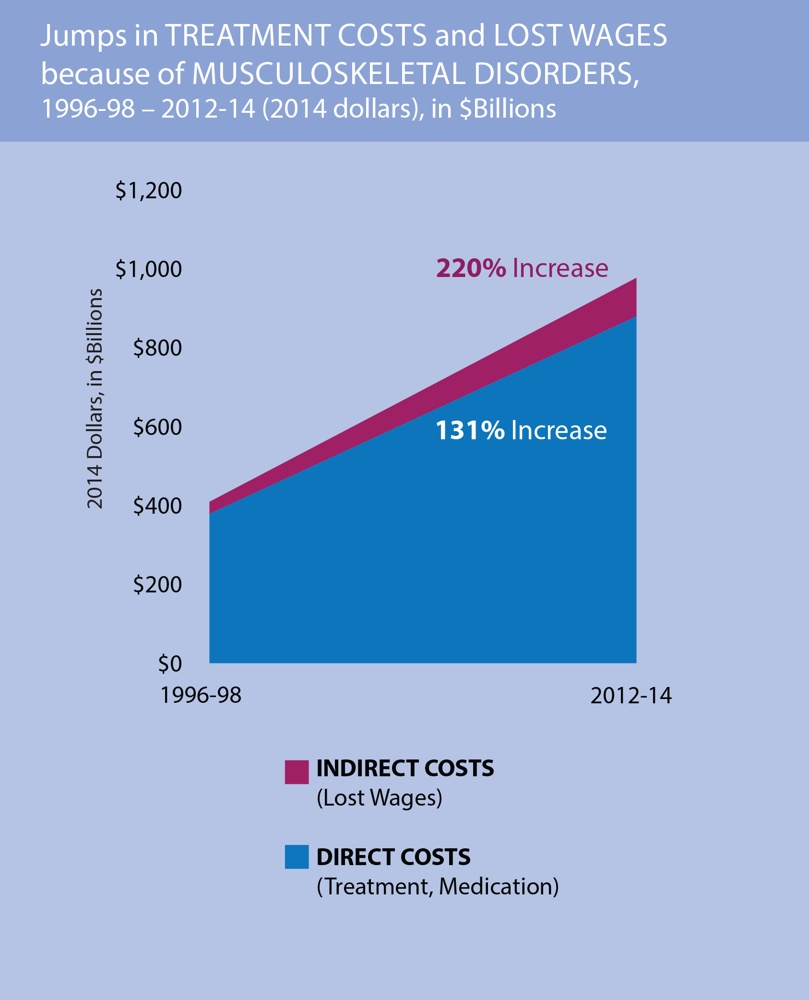 Jumps in TREATMENT COSTS and LOST WAGES
because of MUSCULOSKELETAL DISORDERS,
1996-98 – 2012-14 (2014 dollars), in $Billions
2014 Dollars, in $Billions
$1,200
$1,000
$800
$600
$400
$200
$0
220% Increase
131% Increase
1996-98
2012-14
INDIRECT COSTS
(Lost Wages)
DIRECT COSTS
(Treatment, Medication)